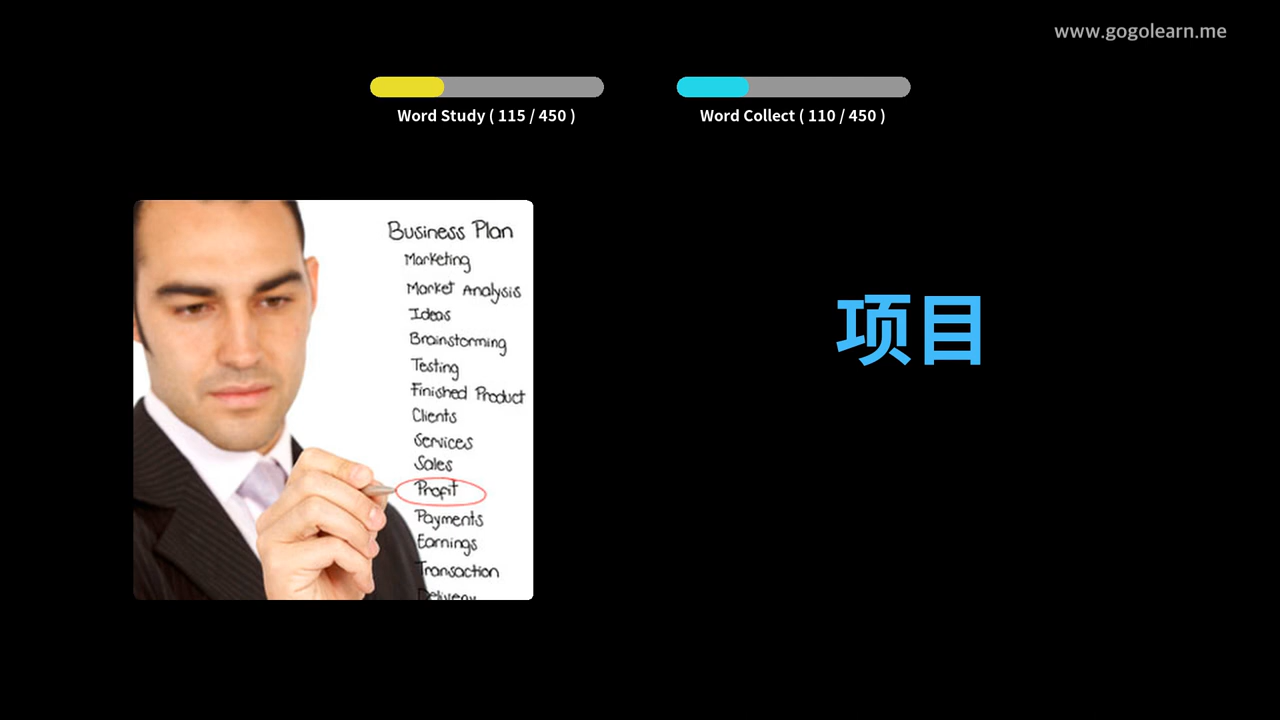 www.gogolearn.me
Word Study ( 115 / 450 )
Word Collect ( 110 / 450 )
Business Plan
Marketing
Market Analysis
Ideas
Brainstorming
Testing
Finished Product
Clients
Services
Sales
Profit
Payments
Earnings
Transaction
Delivery
项目